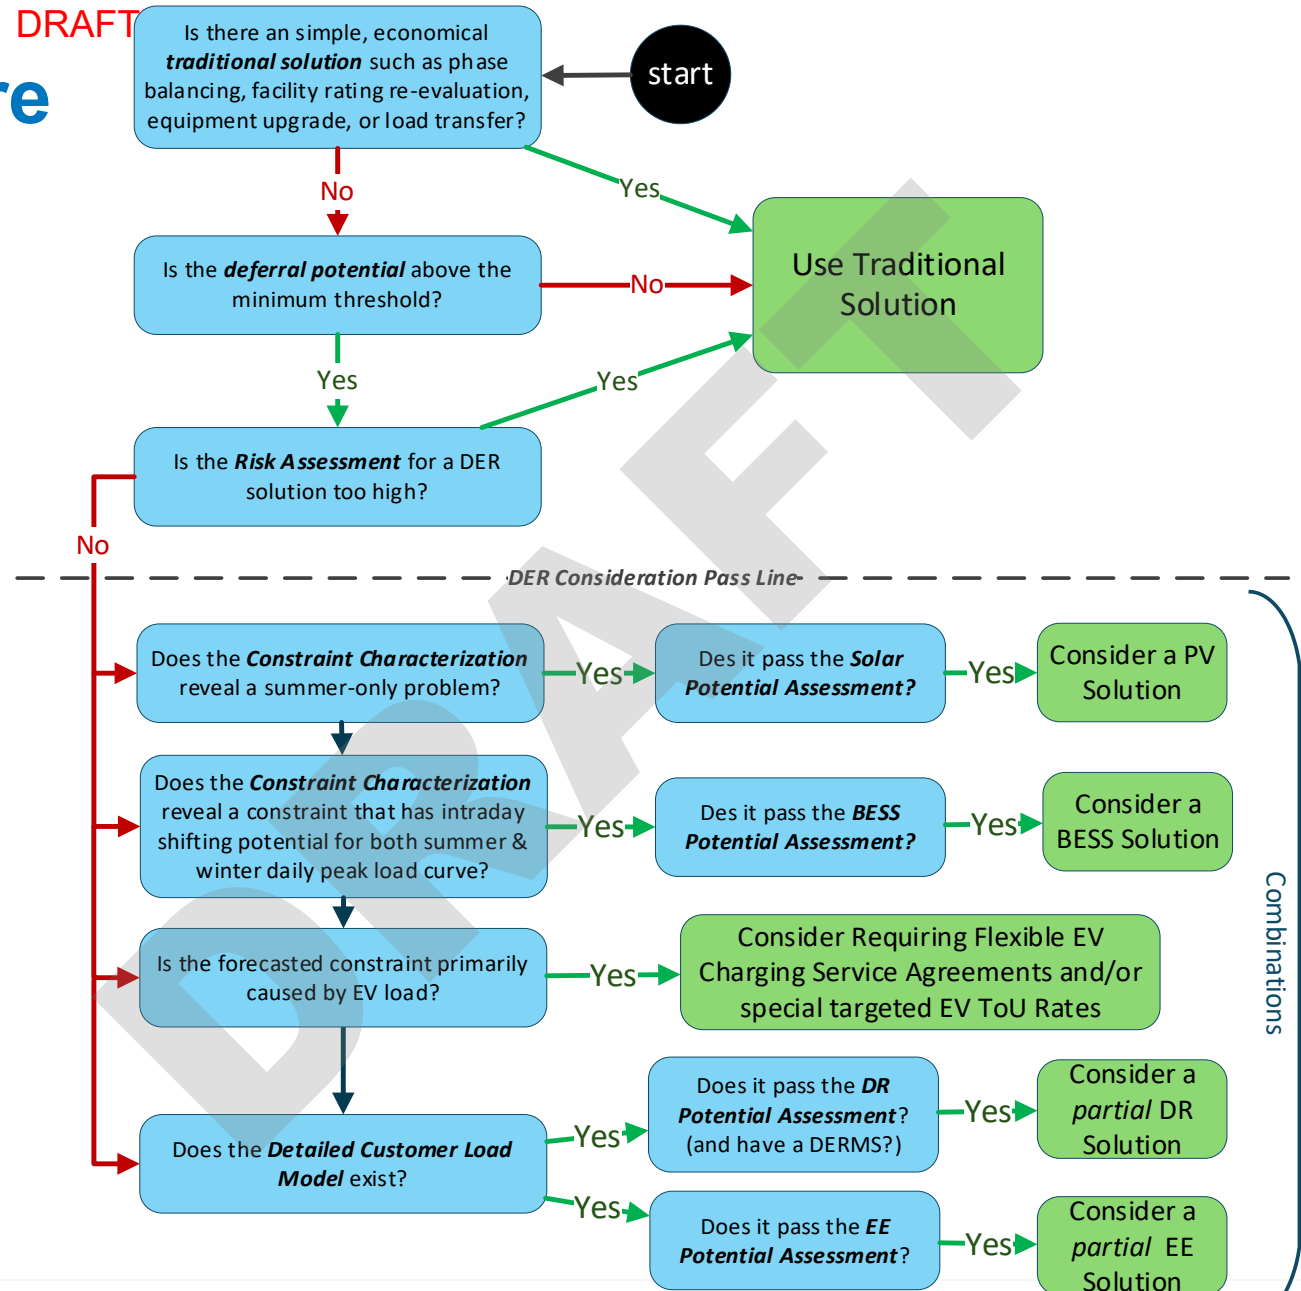 DRAFT
re
Is there an simple, economical
traditional solution such as phase
balancing, facility rating re-evaluation,
equipment upgrade, or load transfer?
start
No
Yes
Is the deferral potential above the
minimum threshold?
No
Use Traditional
Solution
Yes
Yes
Is the Risk Assessment for a DER
solution too high?
No
DER Consideration Pass Line
Does the Constraint Characterization
reveal a summer-only problem?
Yes
Des it pass the Solar
Potential Assessment?
Yes
Consider a PV
Solution
Does the Constraint Characterization
reveal a constraint that has intraday
shifting potential for both summer &
winter daily peak load curve?
Yes
Des it pass the BESS
Potential Assessment?
Yes
Consider a
BESS Solution
Combinations
Is the forecasted constraint primarily
caused by EV load?
Yes
Consider Requiring Flexible EV
Charging Service Agreements and/or
special targeted EV ToU Rates
Does the Detailed Customer Load
Model exist?
Yes
Does it pass the DR
Potential Assessment?
(and have a DERMS?)
Yes
Consider a
partial DR
Solution
Yes
Does it pass the EE
Potential Assessment?
Yes
Consider a
partial EE
Solution
DRAFT